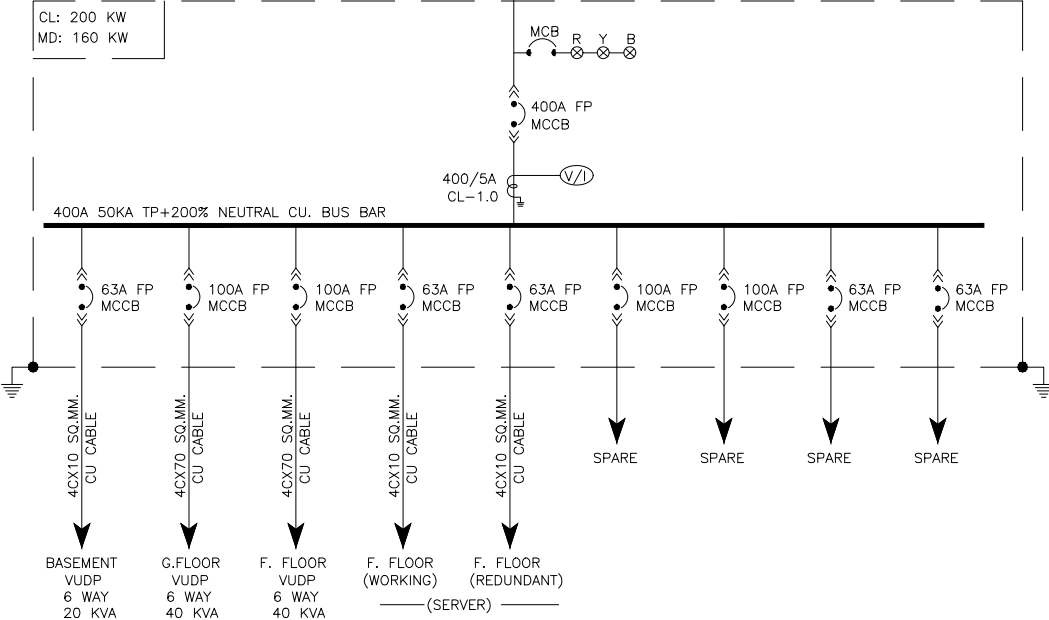 CL: 200 KW
MD: 160 KW
MCB
R Y B
400A FP
MCCB
400/5A
CL-1.0
V/I
400A 50KA TP+200% NEUTRAL CU. BUS BAR
63A FP
MCCB
100A FP
MCCB
100A FP
MCCB
63A FP
MCCB
63A FP
MCCB
100A FP
MCCB
100A FP
MCCB
63A FP
MCCB
63A FP
MCCB
4CX10 SQ.MM.
CU CABLE
4CX70 SQ.MM.
CU CABLE
4CX70 SQ.MM.
CU CABLE
4CX10 SQ.MM.
CU CABLE
4CX10 SQ.MM.
CU CABLE
SPARE
SPARE
SPARE
SPARE
BASEMENT
VUDP
6 WAY
20 KVA
G.FLOOR
VUDP
6 WAY
40 KVA
F. FLOOR
VUDP
6 WAY
40 KVA
F. FLOOR
(WORKING)
F. FLOOR
(REDUNDANT)
(SERVER)